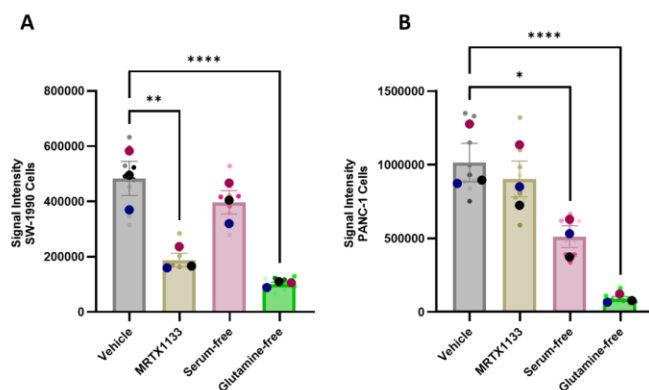 A
Signal Intensity
SW-1990 Cells
800000
600000
400000
200000
0
****
**
Vehicle
MRTX1133
Serum-free
Glutamine-free
B
Signal Intensity
PANC-1 Cells
1500000
1000000
500000
0
****
*
Vehicle
MRTX1133
Serum-free
Glutamine-free